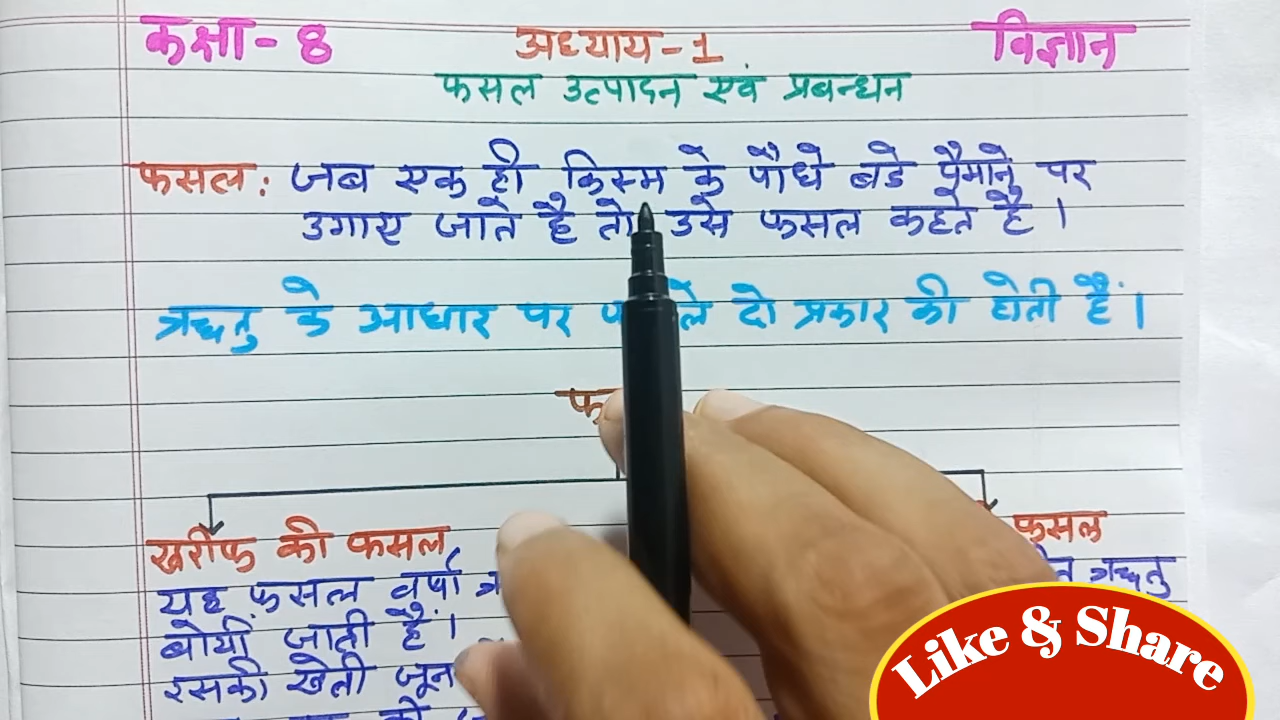 कक्षा - 8 अध्याय - 1 विज्ञान
फसल उत्पादन एवं प्रबन्धन
फसल : जब एक ही किस्म के पौधे बडे पैमाने पर
उगाए जाते है तो उसे फसल कहते है ।
ऋतु के आधार पर दो प्रकार की होती हैं ।
खरीफ की फसल फसल
यह फसल वर्षा ऋतु
बोयीं जाती हैं ।
इसकी खेती जून
को
Like & Share